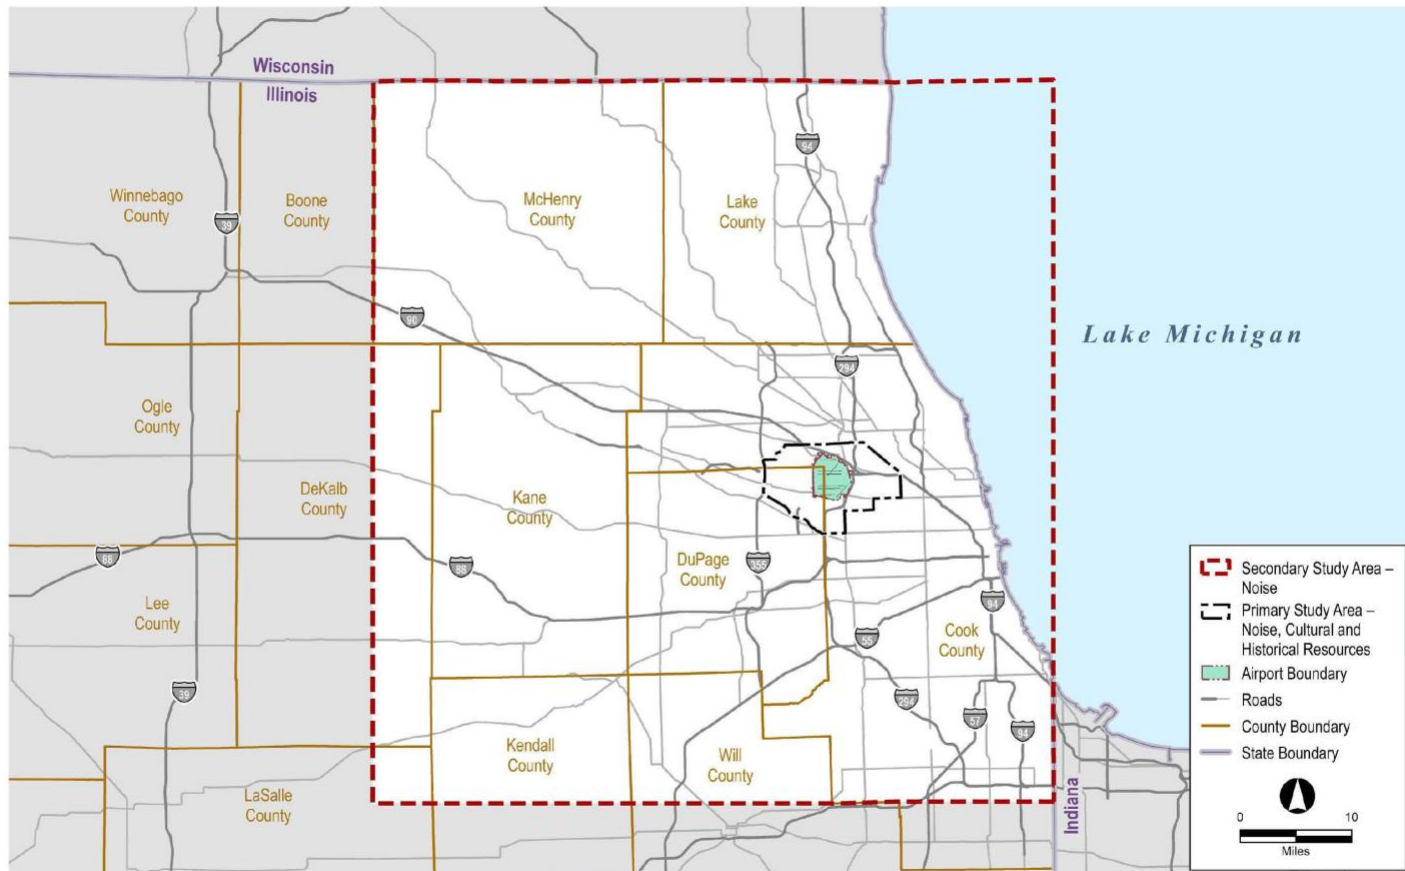 Wisconsin
Illinois
94
Winnebago
County
Boone
County
McHenry
County
Lake
County
39
90
Lake Michigan
294
Ogle
County
DeKalb
County
Kane
County
88
88
DuPage
County
355
Lee
County
94
55
Cook
County
39
294
57
94
Kendall
County
Will
County
LaSalle
County
Indiana
Secondary Study Area –
Noise
Primary Study Area –
Noise, Cultural and
Historical Resources
Airport Boundary
Roads
County Boundary
State Boundary
0 10
Miles